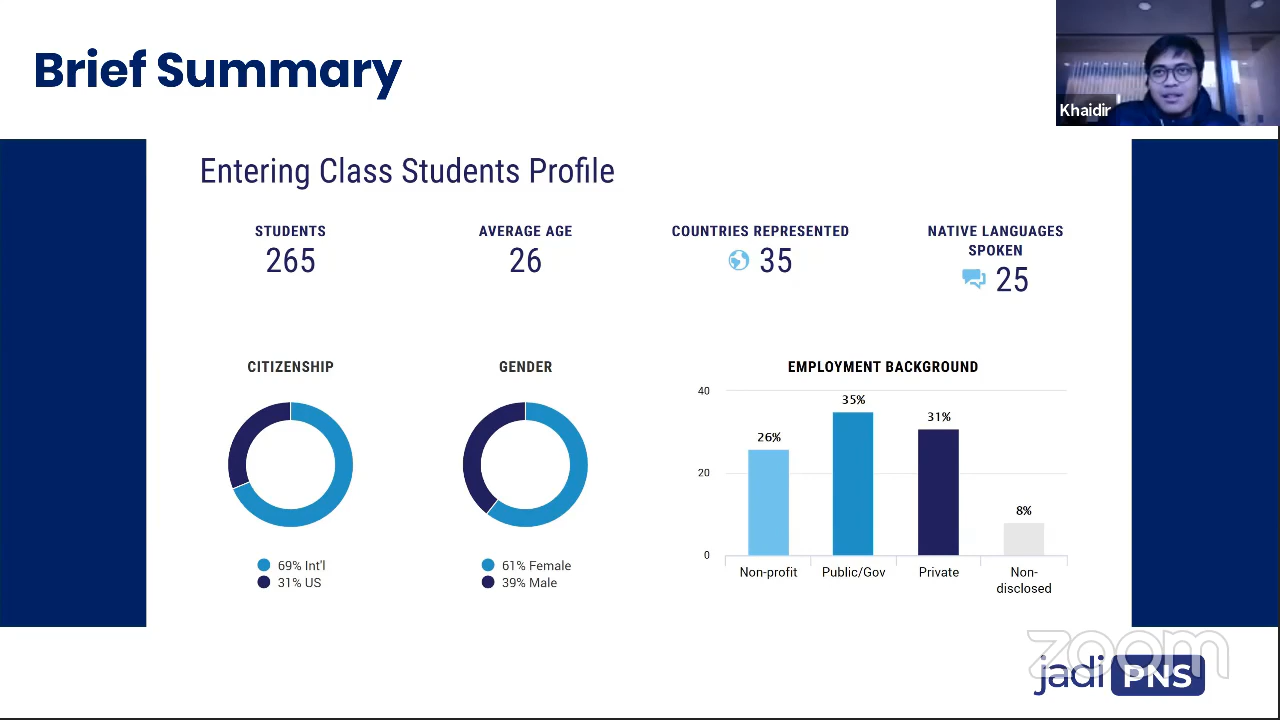 Brief Summary
Khaidir
Entering Class Students Profile
STUDENTS
265
AVERAGE AGE
26
COUNTRIES REPRESENTED
35
NATIVE LANGUAGES
SPOKEN
25
CITIZENSHIP
69% Int'l
31% US
GENDER
61% Female
39% Male
EMPLOYMENT BACKGROUND
40
20
0
26%
35%
31%
8%
Non-profit
Public/Gov
Private
Non-
disclosed
zoom
jadi PNS